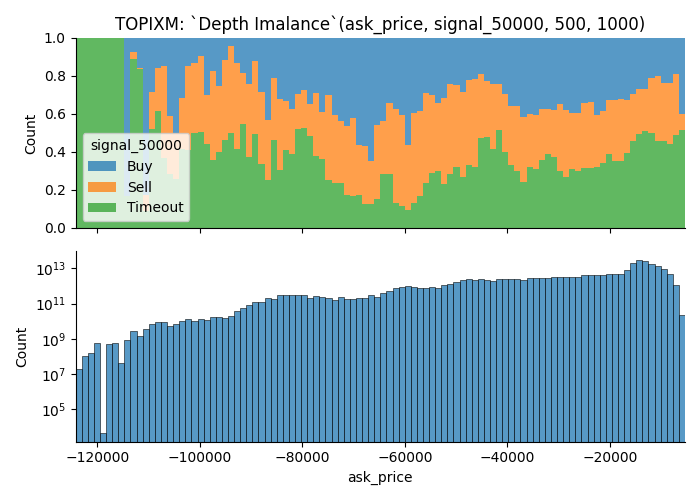 TOPIXM: `Depth Imalance`(ask_price, signal_50000, 500, 1000)
1.0
0.8
0.6
0.4
0.2
0.0
Count
signal_50000
Buy
Sell
Timeout
10^13
10^11
10^9
10^7
10^5
Count
−120000 −100000 −80000 −60000 −40000 −20000
ask_price